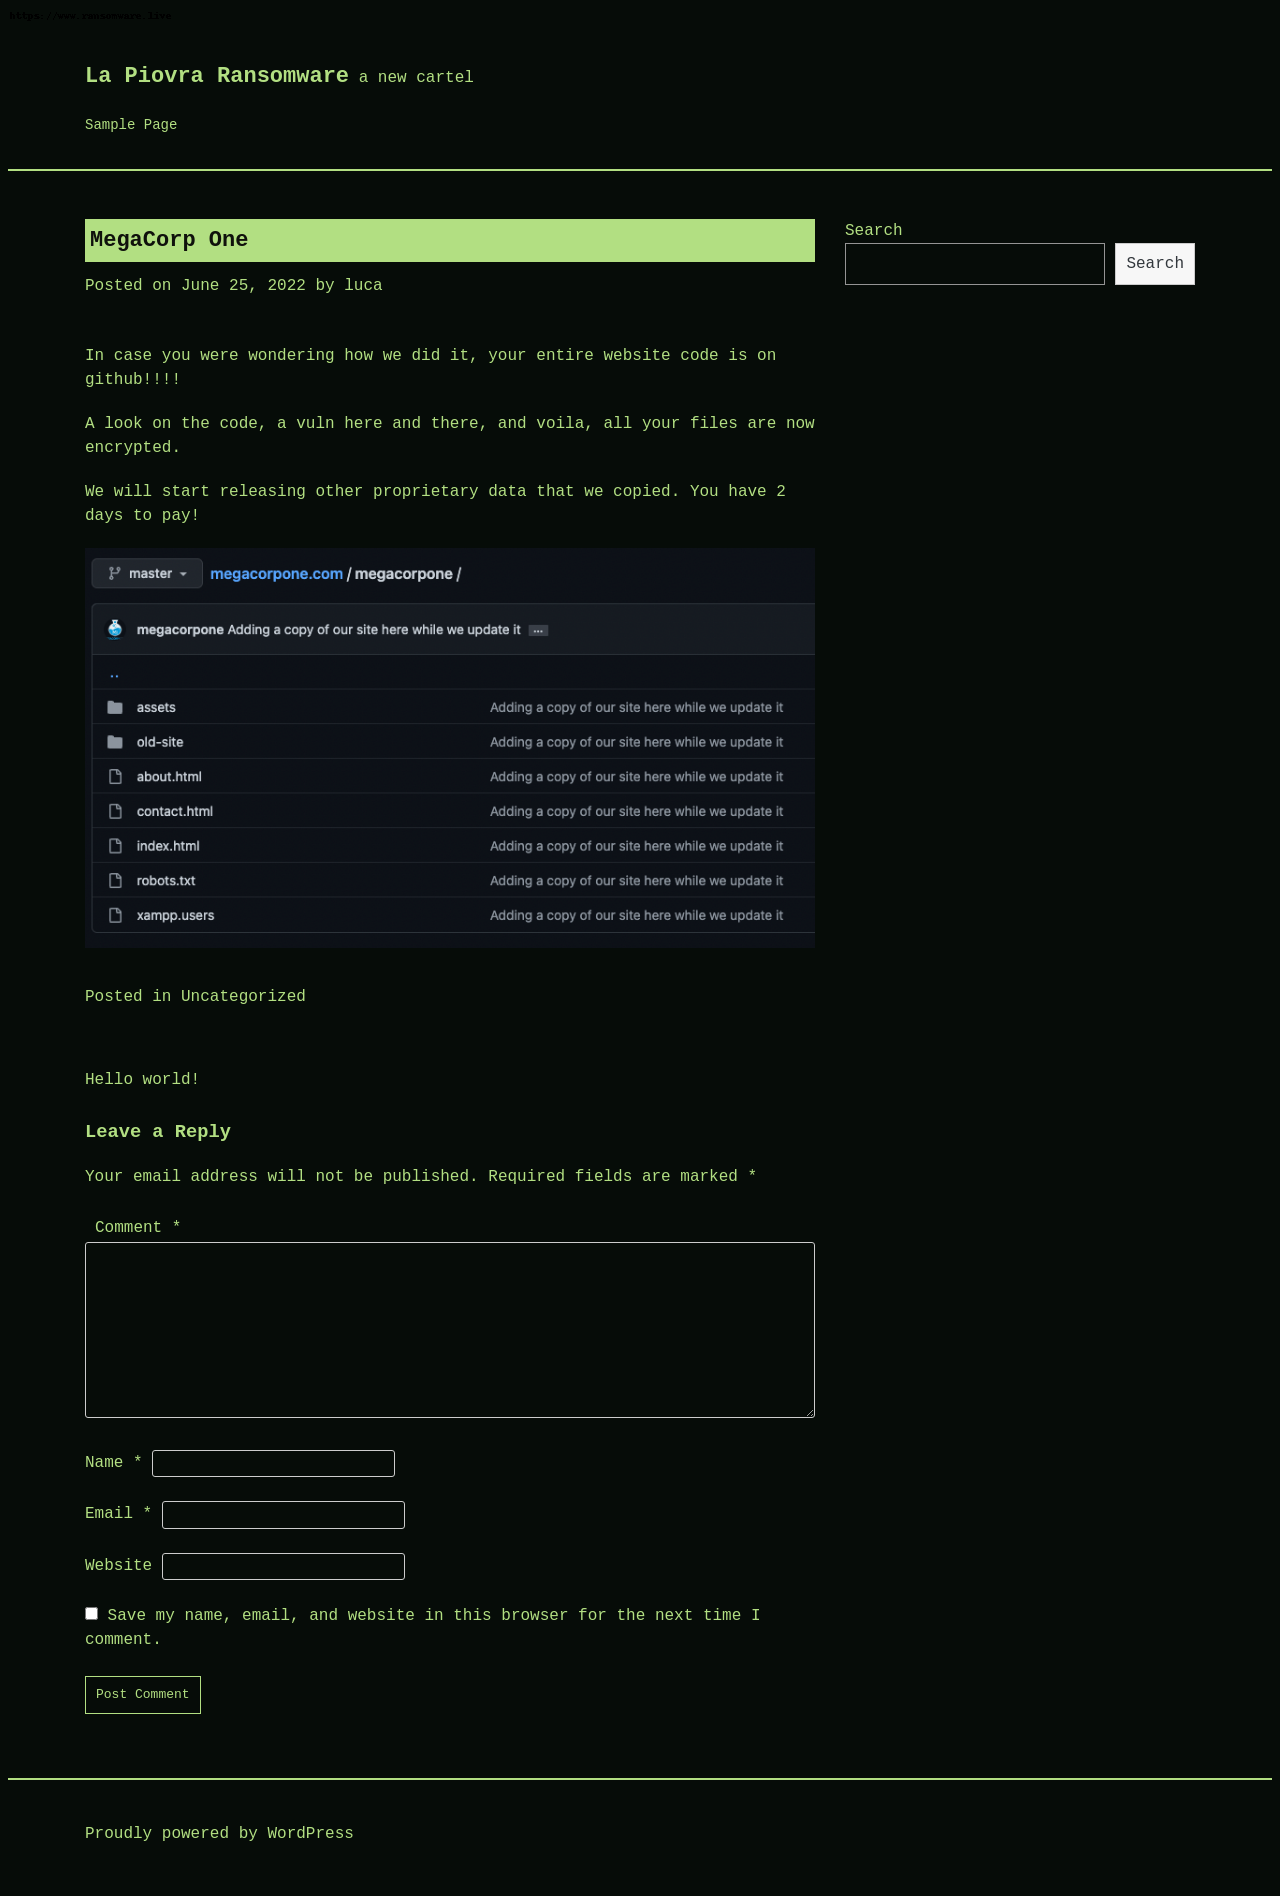 https://www.ransomware.live
La Piovra Ransomware a new cartel
Sample Page
MegaCorp One
Search
Search
Posted on June 25, 2022 by luca
In case you were wondering how we did it, your entire website code is on
github!!!!
A look on the code, a vuln here and there, and voila, all your files are now
encrypted.
We will start releasing other proprietary data that we copied. You have 2
days to pay!
master megacorpone.com / megacorpone /
megacorpone Adding a copy of our site here while we update it ...
..
assets Adding a copy of our site here while we update it
old-site Adding a copy of our site here while we update it
about.html Adding a copy of our site here while we update it
contact.html Adding a copy of our site here while we update it
index.html Adding a copy of our site here while we update it
robots.txt Adding a copy of our site here while we update it
xampp.users Adding a copy of our site here while we update it
Posted in Uncategorized
Hello world!
Leave a Reply
Your email address will not be published. Required fields are marked *
Comment *
Name *
Email *
Website
Save my name, email, and website in this browser for the next time I
comment.
Post Comment
Proudly powered by WordPress